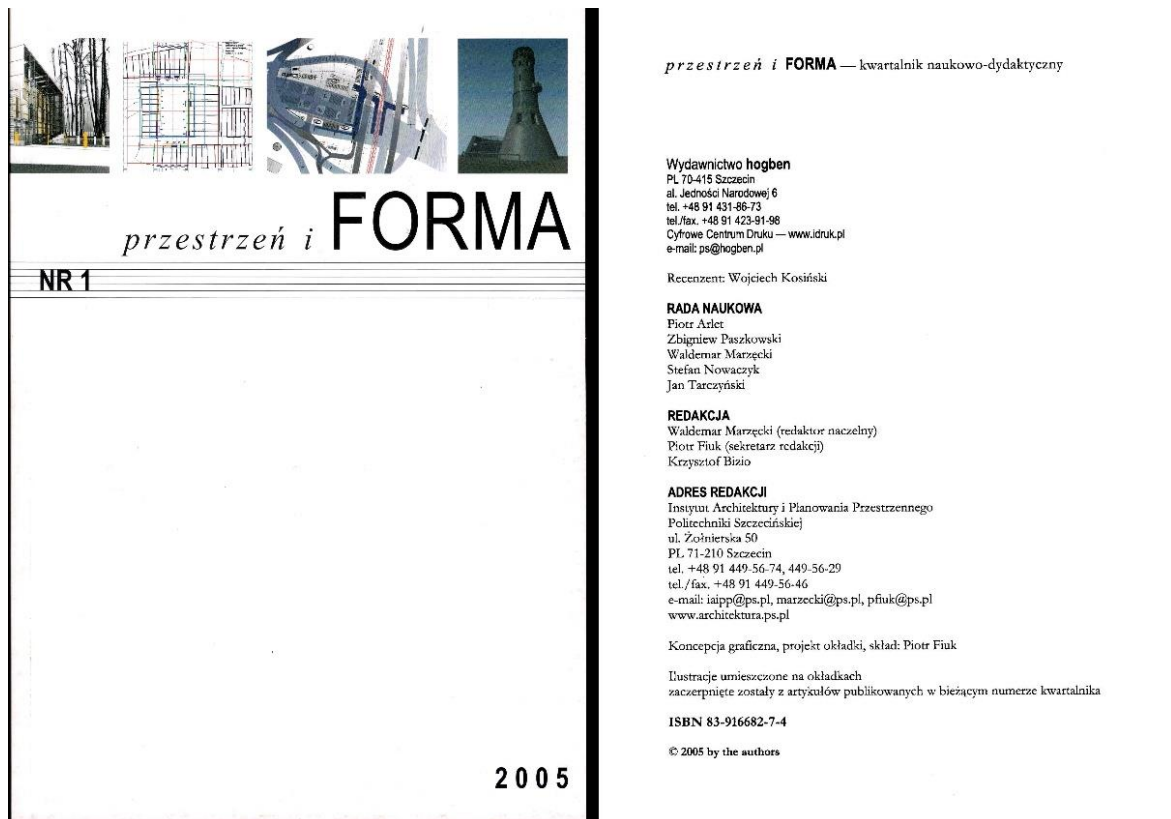 przestrzeń i FORMA
NR 1
2005
przestrzeń i FORMA — kwartalnik naukowo-dydaktyczny
Wydawnictwo hogben
PL 70-415 Szczecin
al. Jedności Narodowej 6
tel. +48 91 431-86-73
tel./fax. +48 91 423-91-98
Cyfrowe Centrum Druku — www.idruk.pl
e-mail: ps@hogben.pl
Recenzent: Wojciech Kosiński
RADA NAUKOWA
Piotr Arlet
Zbigniew Paszkowski
Waldemar Marzęcki
Stefan Nowaczyk
Jan Tarczyński
REDAKCJA
Waldemar Marzęcki (redaktor naczelny)
Piotr Fiuk (sekretarz redakcji)
Krzysztof Bizio
ADRES REDAKCJI
Instytut Architektury i Planowania Przestrzennego
Politechniki Szczecińskiej
ul. Żołnierska 50
PL 71-210 Szczecin
tel. +48 91 449-56-74, 449-56-29
tel./fax. +48 91 449-56-46
e-mail: iaipp@ps.pl, marzecki@ps.pl, pfiuk@ps.pl
www.architektura.ps.pl
Koncepcja graficzna, projekt okładki, skład: Piotr Fiuk
Ilustracje umieszczone na okładkach
zaczerpnięte zostały z artykułów publikowanych w bieżącym numerze kwartalnika
ISBN 83-916682-7-4
© 2005 by the authors